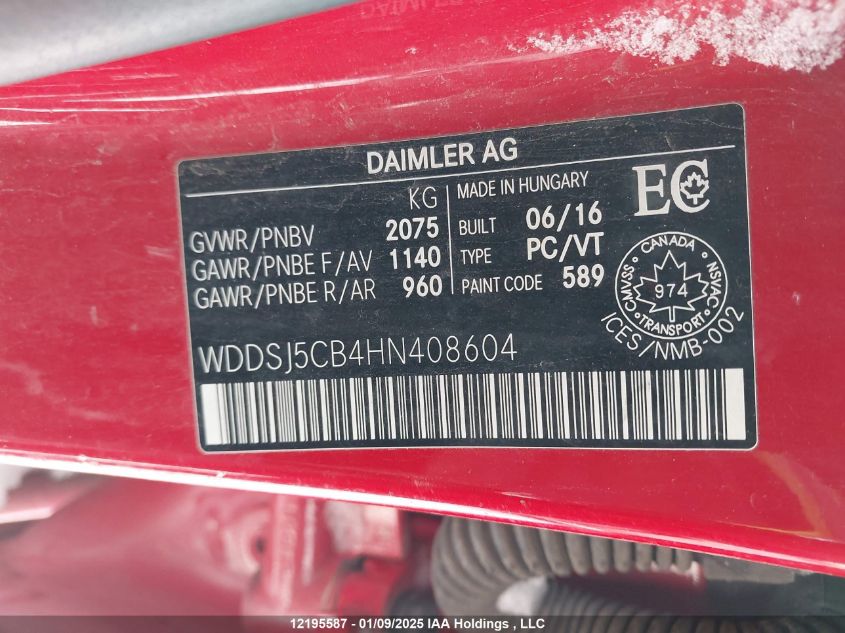 DAIMLER AG
KG
GVWR/PNBV 2075
GAWR/PNBE F/AV 1140
GAWR/PNBE R/AR 960
MADE IN HUNGARY
BUILT 06/16
TYPE PC/VT
PAINT CODE 589
EC
CANADA
CMVSS NSVAC
974
TRANSPORT
ICES/NMB-002
WDDSJ5CB4HN408604
12195587 - 01/09/2025 IAA Holdings , LLC